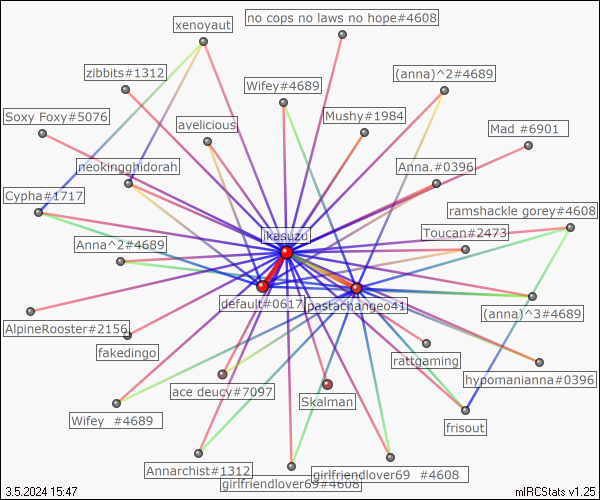 no cops no laws no hope#4608
xenoyaut
zibbits#1312
Wifey#4689
(anna)^2#4689
Soxy Foxy#5076
avelicious
Mushy#1984
Mad #6901
neokingghidorah
Anna.#0396
Cypha#1717
ramshackle gorey#4608
ikasuzu
Toucan#2473
Anna^2#4689
default#0617
pastachangeo41
(anna)^3#4689
AlpineRooster#2156
fakedingo
rattgaming
hypomanianna#0396
ace deucy#7097
Skalman
Wifey #4689
frisout
Annarchist#1312
girlfriendlover69#4608
girlfriendlover69 #4608
3.5.2024 15:47
mIRCStats v1.25